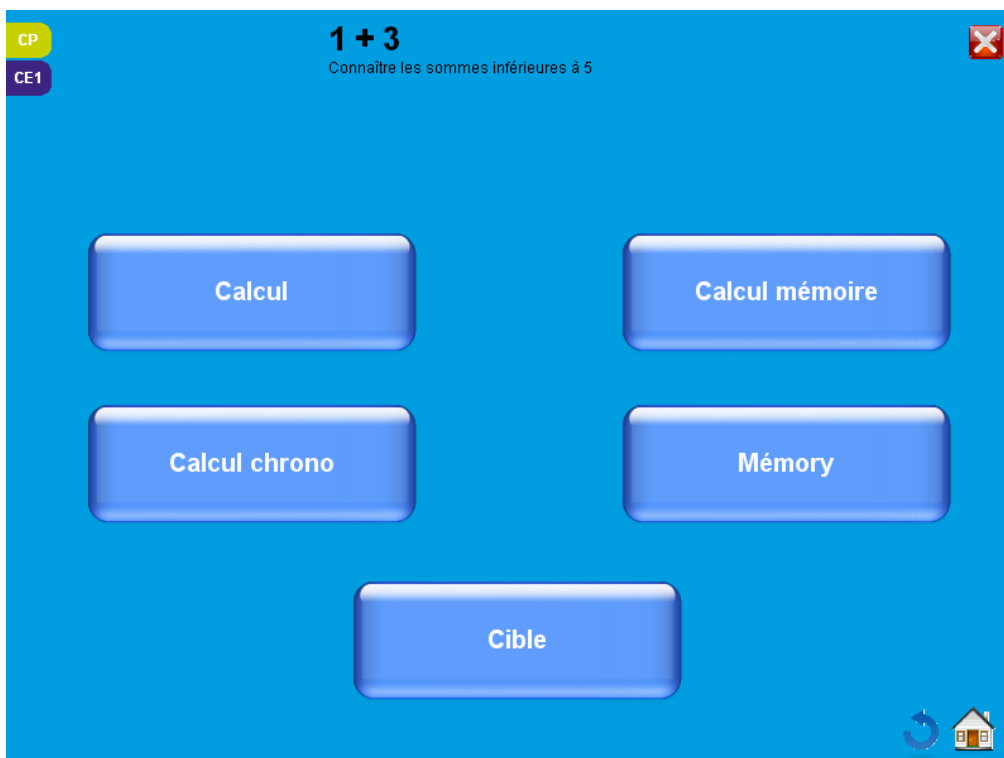 CP
CE1
1 + 3
Connaître les sommes inférieures à 5
Calcul
Calcul mémoire
Calcul chrono
Mémory
Cible